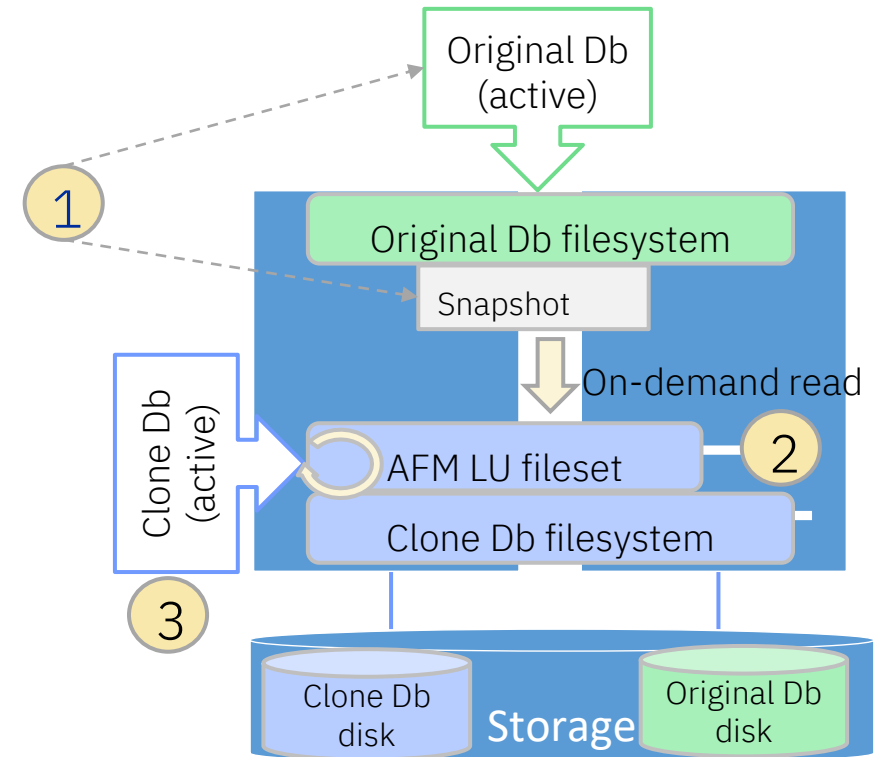 Original Db
(active)
1
Original Db filesystem
Snapshot
On-demand read
Clone Db
(active)
2
AFM LU fileset
Clone Db filesystem
3
Clone Db
disk
Storage
Original Db
disk